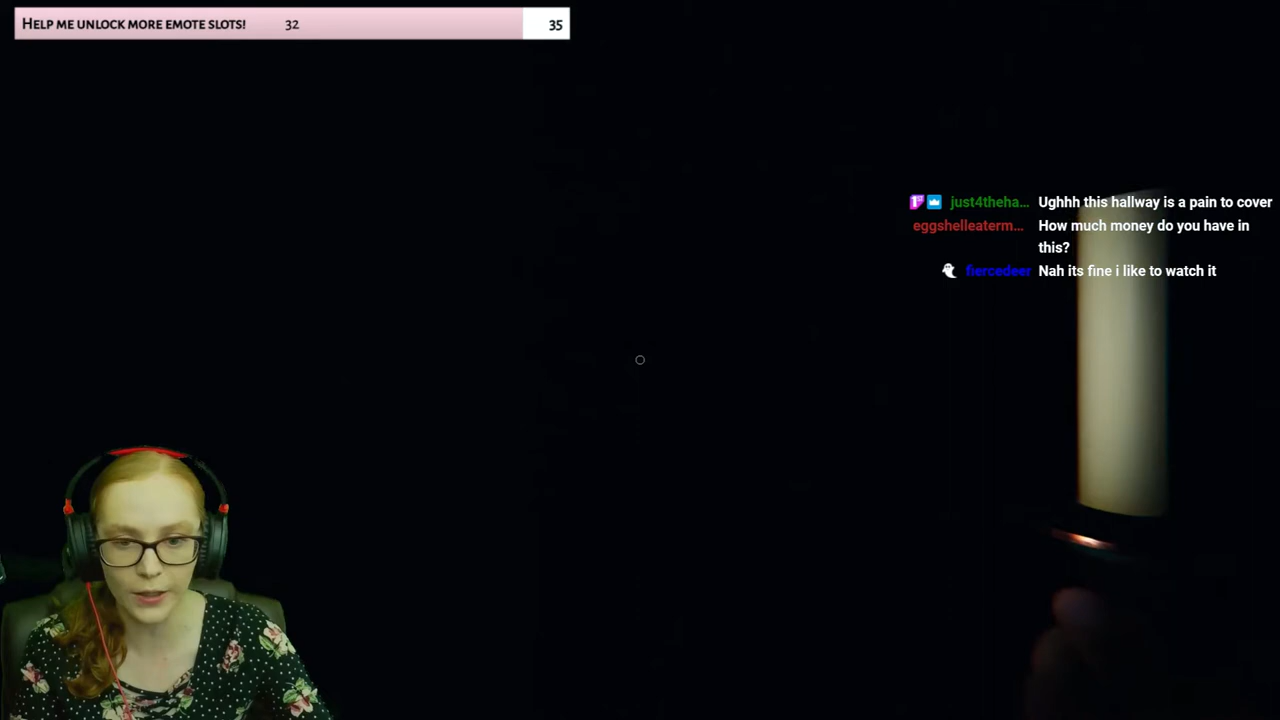 HELP ME UNLOCK MORE EMOTE SLOTS! 32 35
just4theha... Ughhh this hallway is a pain to cover
eggshelleaterm... How much money do you have in
this?
fiercedeer Nah its fine i like to watch it